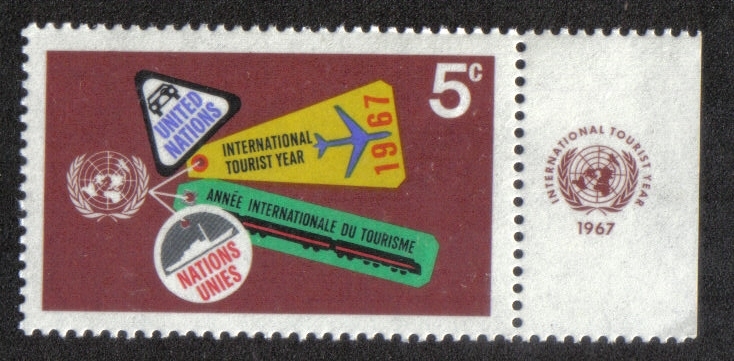 5c
UNITED
NATIONS
INTERNATIONAL
TOURIST YEAR
1967
ANNÉE INTERNATIONALE DU TOURISME
NATIONS
UNIES
INTERNATIONAL TOURIST YEAR
1967